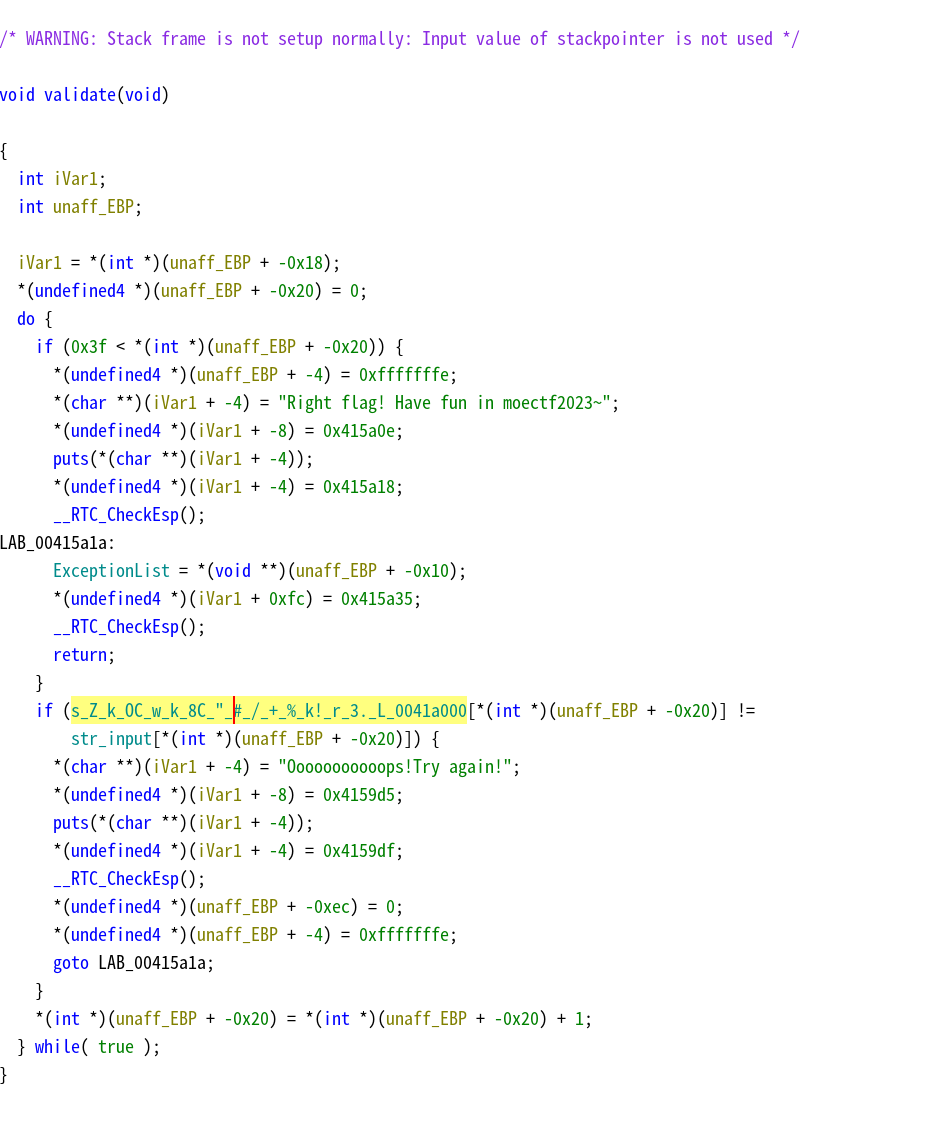 /* WARNING: Stack frame is not setup normally: Input value of stackpointer is not used */
void validate(void)
{
int iVar1;
int unaff_EBP;
iVar1 = *(int *)(unaff_EBP + -0x18);
*(undefined4 *)(unaff_EBP + -0x20) = 0;
do {
if (0x3f < *(int *)(unaff_EBP + -0x20)) {
*(undefined4 *)(unaff_EBP + -4) = 0xfffffffe;
*(char **)(iVar1 + -4) = "Right flag! Have fun in moectf2023~";
*(undefined4 *)(iVar1 + -8) = 0x415a0e;
puts(*(char **)(iVar1 + -4));
*(undefined4 *)(iVar1 + -4) = 0x415a18;
__RTC_CheckEsp();
LAB_00415a1a:
ExceptionList = *(void **)(unaff_EBP + -0x10);
*(undefined4 *)(iVar1 + 0xfc) = 0x415a35;
__RTC_CheckEsp();
return;
}
if (s_Z_k_OC_w_k_8C_"_#_/_+_%_k!_r_3._L_0041a000[*(int *)(unaff_EBP + -0x20)] !=
str_input[*(int *)(unaff_EBP + -0x20)]) {
*(char **)(iVar1 + -4) = "Ooooooooooops!Try again!";
*(undefined4 *)(iVar1 + -8) = 0x4159d5;
puts(*(char **)(iVar1 + -4));
*(undefined4 *)(iVar1 + -4) = 0x4159df;
__RTC_CheckEsp();
*(undefined4 *)(unaff_EBP + -0xec) = 0;
*(undefined4 *)(unaff_EBP + -4) = 0xfffffffe;
goto LAB_00415a1a;
}
*(int *)(unaff_EBP + -0x20) = *(int *)(unaff_EBP + -0x20) + 1;
} while( true );
}